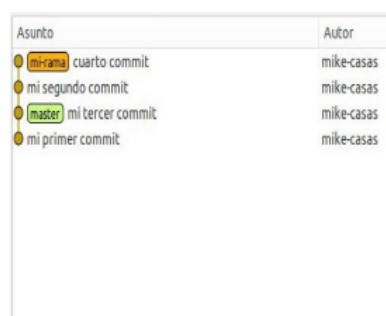 Asunto Autor
mi-rama cuarto commit mike-casas
mi segundo commit mike-casas
master mi tercer commit mike-casas
mi primer commit mike-casas